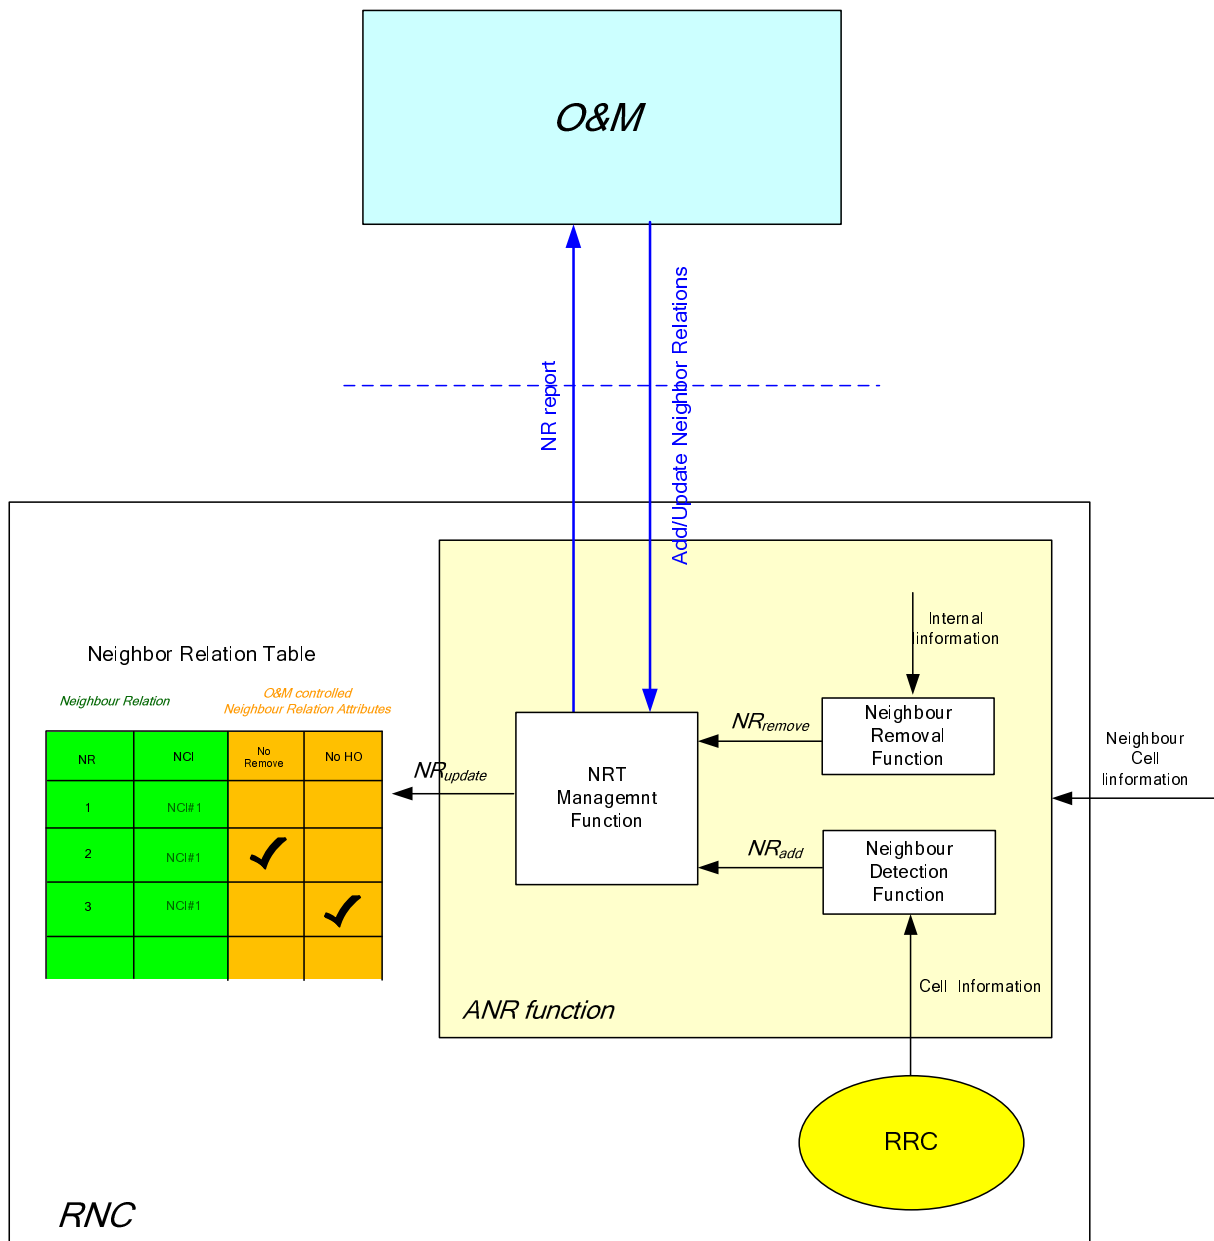 O&M
NR report
Add/Update Neighbor Relations
Neighbor Relation Table
Neighbour Relation
O&M controlled
Neighbour Relation Attributes
NR
NCI
No
Remove
No HO
1
NCI#1
2
NCI#1
3
NCI#1
NRupdate
NRT
Managemnt
Function
NRremove
NRadd
Internal
Iinformation
Neighbour
Removal
Function
Neighbour
Detection
Function
Neighbour
Cell
Iinformation
Cell Information
ANR function
RRC
RNC